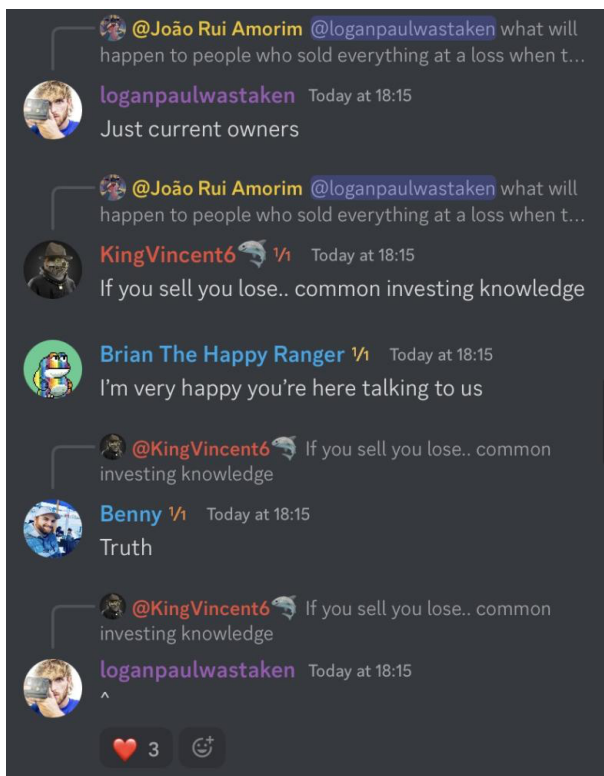 @João Rui Amorim @loganpaulwastaken what will
happen to people who sold everything at a loss when t...
loganpaulwastaken Today at 18:15
Just current owners
@João Rui Amorim @loganpaulwastaken what will
happen to people who sold everything at a loss when t...
KingVincent6🦈 1/1 Today at 18:15
If you sell you lose.. common investing knowledge
Brian The Happy Ranger 1/1 Today at 18:15
I'm very happy you're here talking to us
@KingVincent6🦈 If you sell you lose.. common
investing knowledge
Benny 1/1 Today at 18:15
Truth
@KingVincent6🦈 If you sell you lose.. common
investing knowledge
loganpaulwastaken Today at 18:15
^
❤️ 3